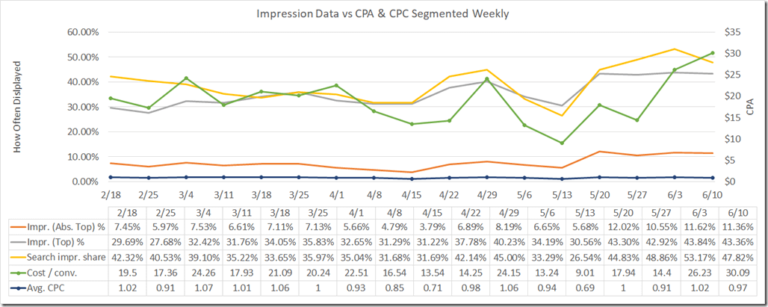 Impression Data vs CPA & CPC Segmented Weekly
60.00% $35
50.00% $30
40.00% $25
30.00% $20
20.00% $15
10.00% $10
0.00% $5
$0
How Often Dislplayed
CPA
2/18 2/25 3/4 3/11 3/18 3/25 4/1 4/8 4/15 4/22 4/29 5/6 5/13 5/20 5/27 6/3 6/10
2/18 2/25 3/4 3/11 3/18 3/25 4/1 4/8 4/15 4/22 4/29 5/6 5/13 5/20 5/27 6/3 6/10
Impr. (Abs. Top) % 7.45% 5.97% 7.53% 6.61% 7.11% 7.13% 5.66% 4.79% 3.79% 6.89% 8.19% 6.65% 5.68% 12.02% 10.55% 11.62% 11.36%
Impr. (Top) % 29.69% 27.68% 32.42% 31.76% 34.05% 35.83% 32.65% 31.29% 31.22% 37.78% 40.23% 34.19% 30.56% 43.30% 42.92% 43.84% 43.36%
Search impr. share 42.32% 40.53% 39.10% 35.22% 33.65% 35.97% 35.04% 31.68% 31.69% 42.14% 45.00% 33.29% 26.54% 44.83% 48.86% 53.17% 47.82%
Cost / conv. 19.5 17.36 24.26 17.93 21.09 20.24 22.51 16.54 13.54 14.25 24.15 13.24 9.01 17.94 14.4 26.23 30.09
Avg. CPC 1.02 0.91 1.07 1.01 1.06 1 0.93 0.85 0.71 0.98 1.06 0.94 0.69 1 0.91 1.02 0.97